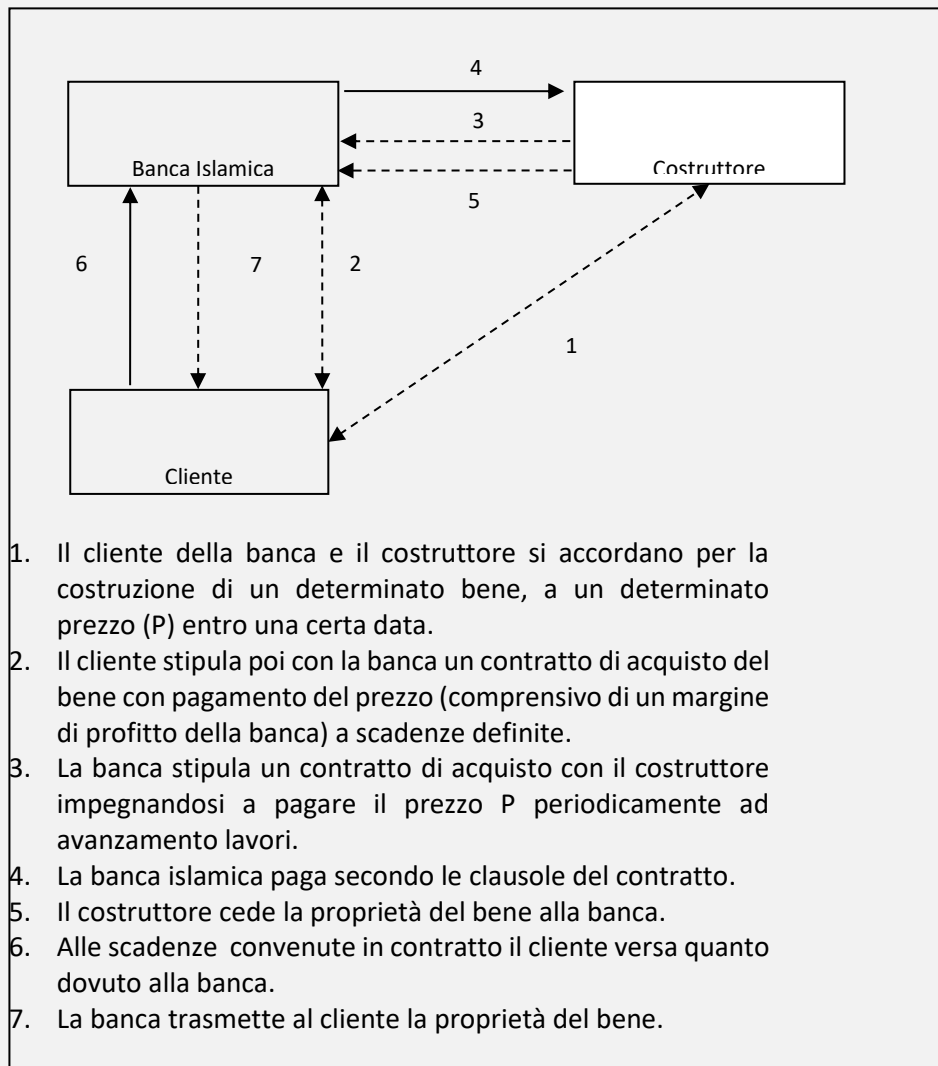 4
3
Banca Islamica
Costruttore
5
6
7
2
1
Cliente
1. Il cliente della banca e il costruttore si accordano per la
costruzione di un determinato bene, a un determinato
prezzo (P) entro una certa data.
2. Il cliente stipula poi con la banca un contratto di acquisto del
bene con pagamento del prezzo (comprensivo di un margine
di profitto della banca) a scadenze definite.
3. La banca stipula un contratto di acquisto con il costruttore
impegnandosi a pagare il prezzo P periodicamente ad
avanzamento lavori.
4. La banca islamica paga secondo le clausole del contratto.
5. Il costruttore cede la proprietà del bene alla banca.
6. Alle scadenze convenute in contratto il cliente versa quanto
dovuto alla banca.
7. La banca trasmette al cliente la proprietà del bene.